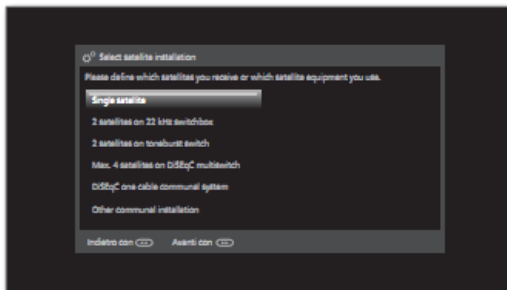 Select satellite installation
Please define which satellites you receive or which satellite equipment you use.
Single satellite
2 satellites on 22 kHz switchbox
2 satellites on toneburst switch
Max. 4 satellites on DiSEqC multiswitch
DiSEqC one cable communal system
Other communal installation
Indietro con Avanti con